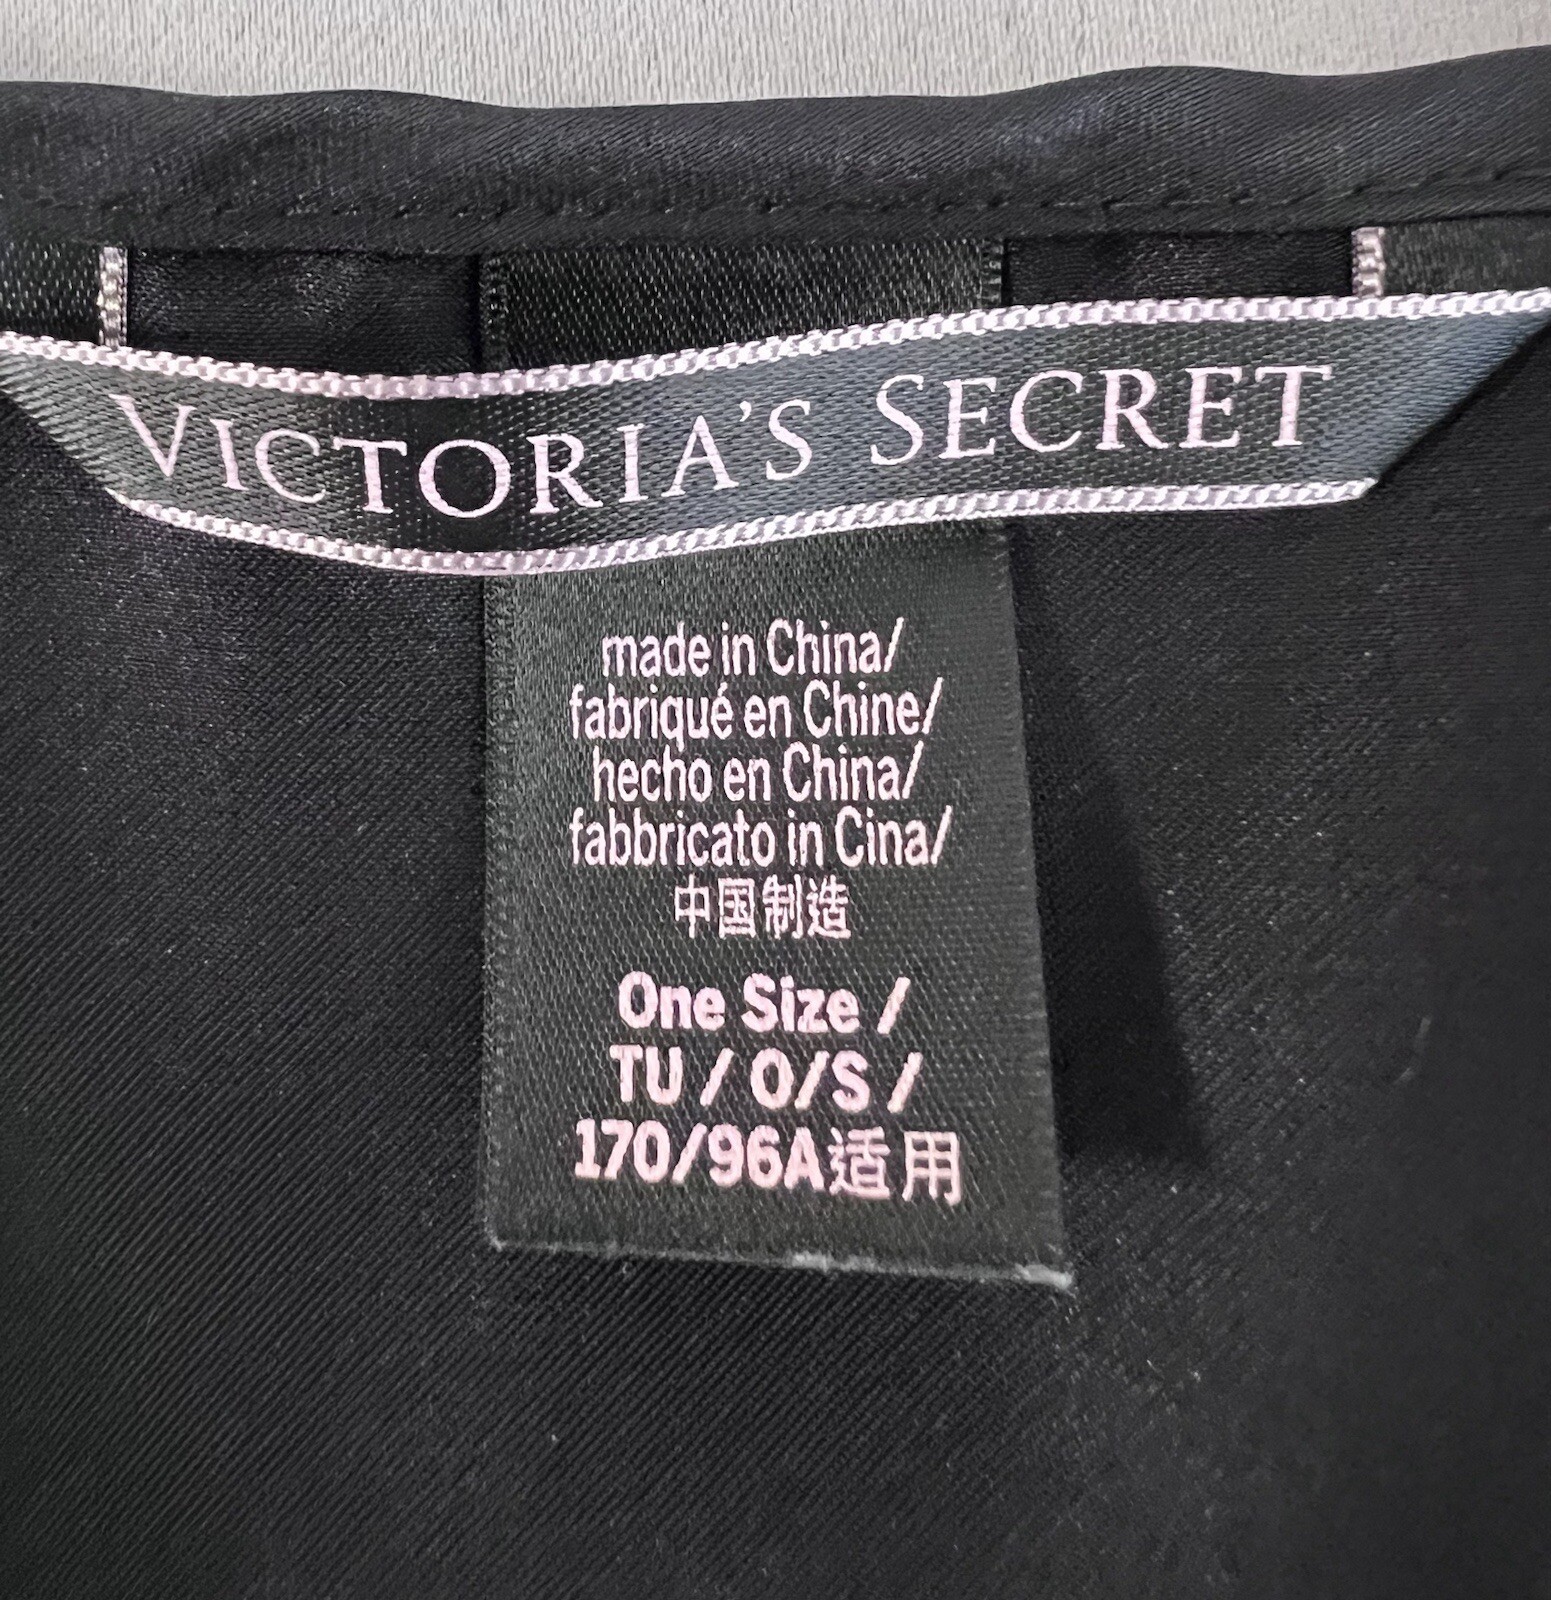 VICTORIA'S SECRET
made in China/
fabriqué en Chine/
hecho en China/
fabbricato in Cina/
中国制造
One Size /
TU / O/S /
170/96A适用